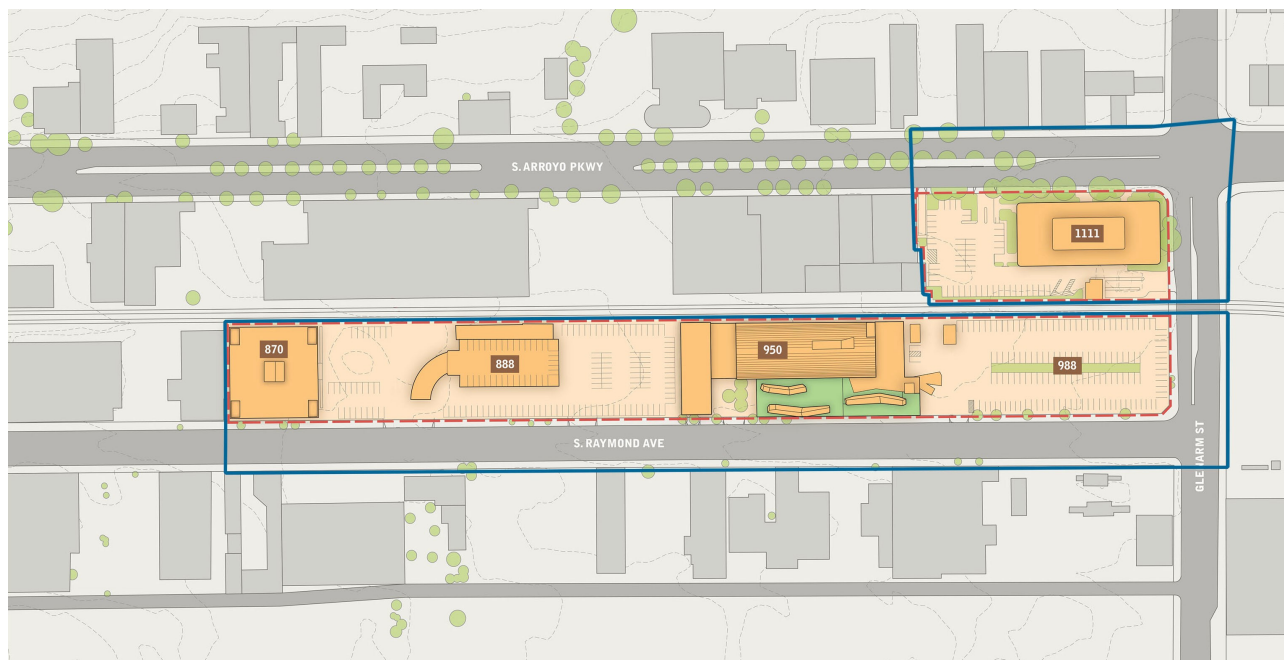 S. ARROYO PKWY
1111
870
888
950
988
S. RAYMOND AVE
GLENARM ST